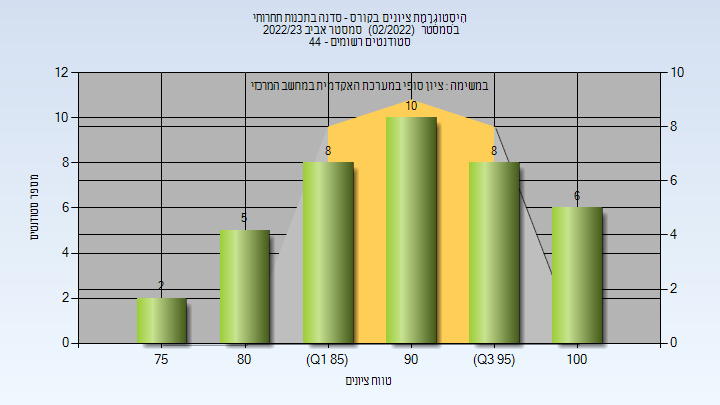 היסטוגרמת ציונים בקורס - סדנה בתכנות תחרותי
בסמסטר (02/2022) סמסטר אביב 2022/23
סטודנטים רשומים - 44
במשימה : ציון סופי במערכת האקדמית במחשב המרכזי
12
10
8
6
4
2
0
10
8
6
4
2
0
2
5
8
10
8
6
מספר סטודנטים
75
80
(Q1 85)
90
(Q3 95)
100
טווח ציונים